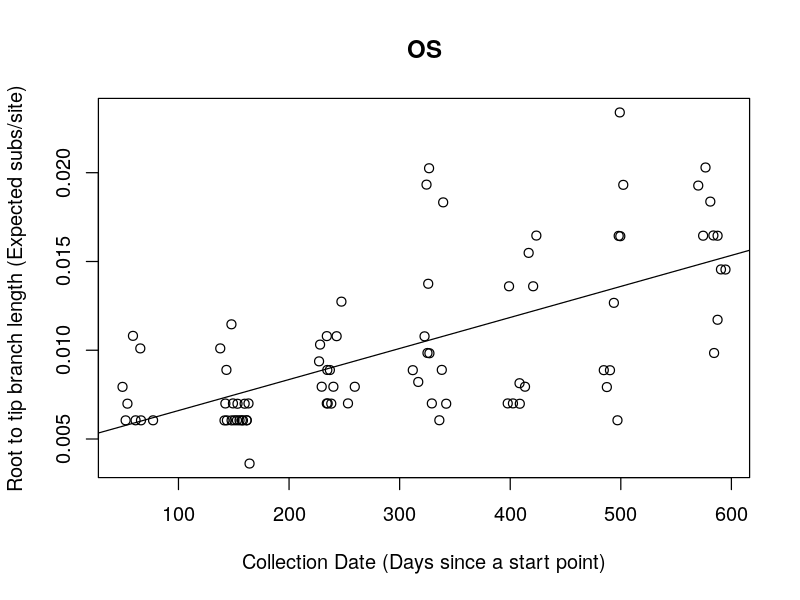 OS
Root to tip branch length (Expected subs/site)
0.020
0.015
0.010
0.005
100 200 300 400 500 600
Collection Date (Days since a start point)